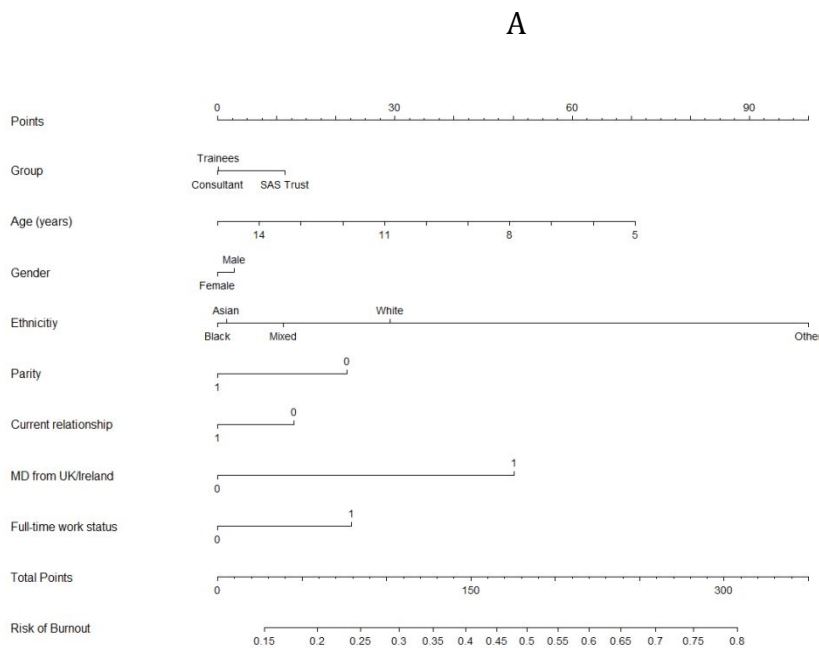 A
0 30 60 90
Points
Trainees
Group
Consultant SAS Trust
Age (years)
14 11 8 5
Male
Gender
Female
Asian White
Ethnicitiy
Black Mixed Other
0
Parity
1
0
Current relationship
1
1
MD from UK/Ireland
0
1
Full-time work status
0
Total Points
0 150 300
Risk of Burnout
0.15 0.2 0.25 0.3 0.35 0.4 0.45 0.5 0.55 0.6 0.65 0.7 0.75 0.8